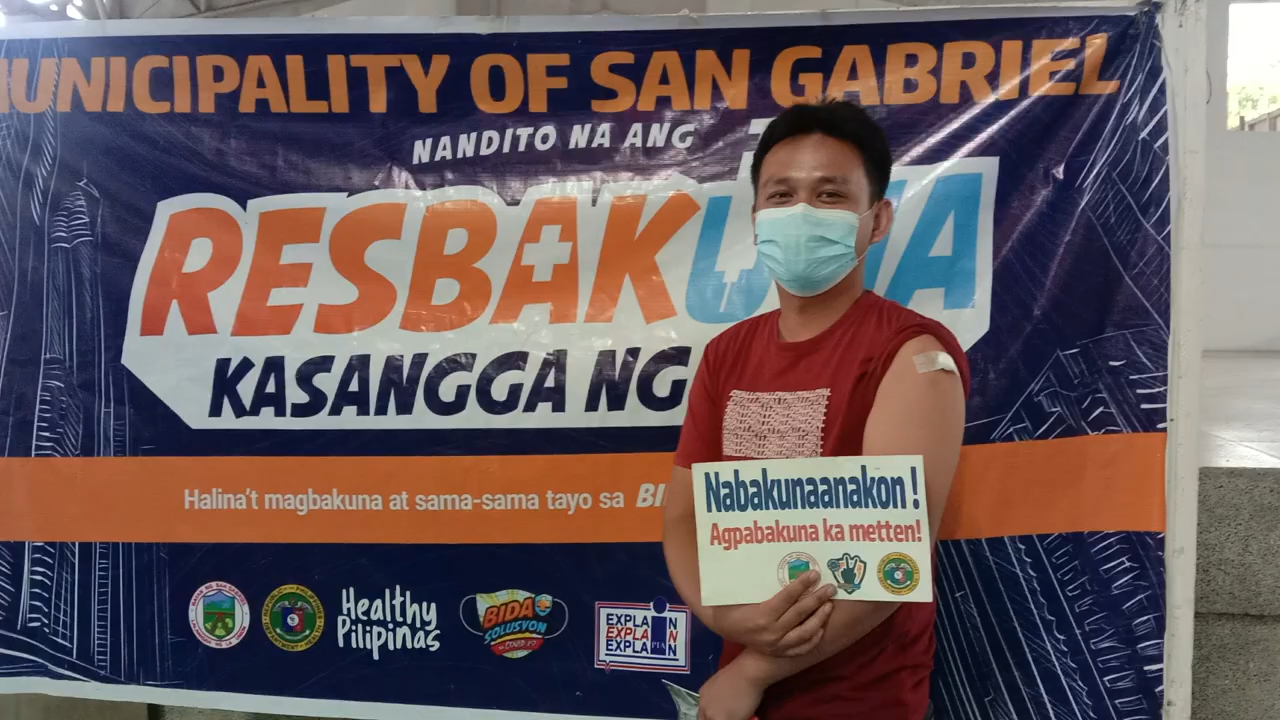 MUNICIPALITY OF SAN GABRIEL
NANDITO NA ANG
RESBAKUNA
KASANGGA NG
Halina't magbakuna at sama-sama tayo sa
Nabakunaanakon!
Agpabakuna ka metten!
Healthy
Pilipinas
BIDA
SOLUSYON
EXPLAIN
EXPLAIN
EXPLAIN